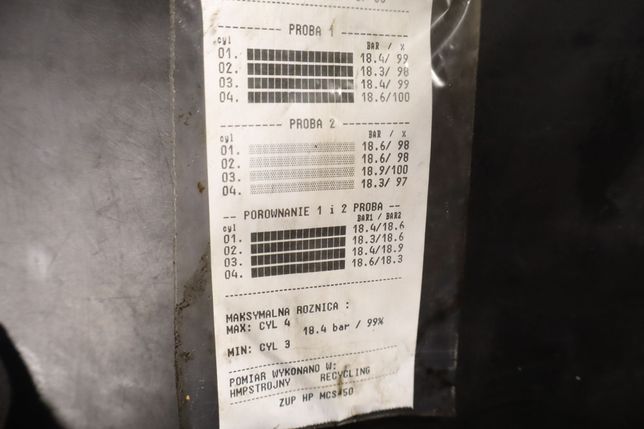 PROBA 1
cyl BAR / %
01. 18.4/ 99
02. 18.3/ 98
03. 18.4/ 99
04. 18.6/100
PROBA 2
cyl BAR / %
01. 18.6/ 98
02. 18.6/ 98
03. 18.9/100
04. 18.3/ 97
-- POROWNANIE 1 i 2 PROBA --
cyl BAR1 / BAR2
01. 18.4/18.6
02. 18.3/18.6
03. 18.4/18.9
04. 18.6/18.3
MAKSYMALNA ROZNICA :
MAX: CYL 4
18.4 bar / 99%
MIN: CYL 3
POMIAR WYKONANO W:
HMPSTROJNY RECYCLING
ZUP HP MCS450